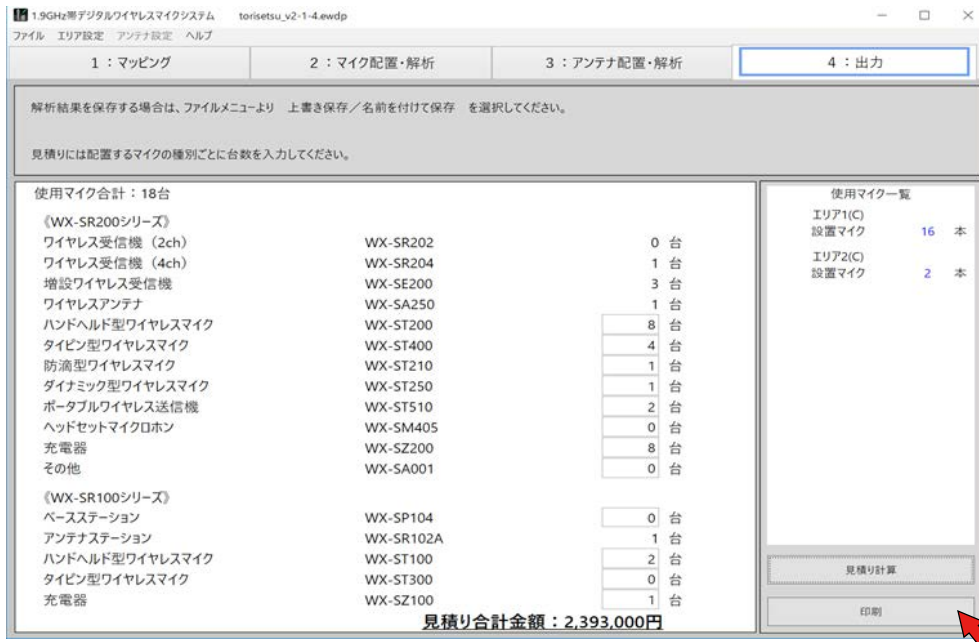 1.9GHz帯デジタルワイヤレスマイクシステム torisetsu_v2-1-4.ewdp
ファイル エリア設定 アンテナ設定 ヘルプ
1:マッピング 2:マイク配置・解析 3:アンテナ配置・解析 4:出力
解析結果を保存する場合は、ファイルメニューより 上書き保存/名前を付けて保存 を選択してください。
見積りには配置するマイクの種別ごとに台数を入力してください。
使用マイク合計:18台
《WX-SR200シリーズ》
ワイヤレス受信機(2ch) WX-SR202 0 台
ワイヤレス受信機(4ch) WX-SR204 1 台
増設ワイヤレス受信機 WX-SE200 3 台
ワイヤレスアンテナ WX-SA250 1 台
ハンドヘルド型ワイヤレスマイク WX-ST200 8 台
タイピン型ワイヤレスマイク WX-ST400 4 台
防滴型ワイヤレスマイク WX-ST210 1 台
ダイナミック型ワイヤレスマイク WX-ST250 1 台
ポータブルワイヤレス送信機 WX-ST510 2 台
ヘッドセットマイクロホン WX-SM405 0 台
充電器 WX-SZ200 8 台
その他 WX-SA001 0 台
《WX-SR100シリーズ》
ベースステーション WX-SP104 0 台
アンテナステーション WX-SR102A 1 台
ハンドヘルド型ワイヤレスマイク WX-ST100 2 台
タイピン型ワイヤレスマイク WX-ST300 0 台
充電器 WX-SZ100 1 台
見積り合計金額:2,393,000円
使用マイク一覧
エリア1(C)
設置マイク 16 本
エリア2(C)
設置マイク 2 本
見積り計算
印刷